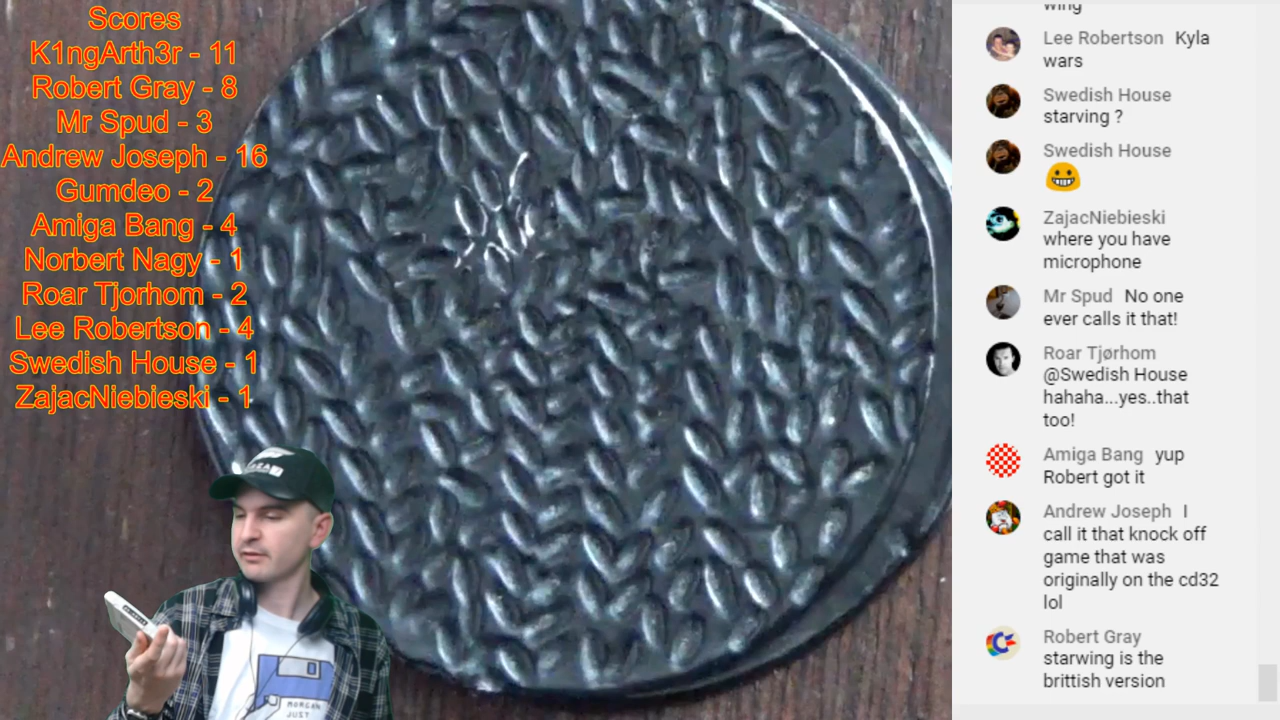 Scores
K1ngArth3r - 11
Robert Gray - 8
Mr Spud - 3
Andrew Joseph - 16
Gumdeo - 2
Amiga Bang - 4
Norbert Nagy - 1
Roar Tjorhom - 2
Lee Robertson - 4
Swedish House - 1
ZajacNiebieski - 1
MORGAN
JUST
wing
Lee Robertson Kyla
wars
Swedish House
starving ?
Swedish House
ZajacNiebieski
where you have
microphone
Mr Spud No one
ever calls it that!
Roar Tjørhom
@Swedish House
hahaha...yes..that
too!
Amiga Bang yup
Robert got it
Andrew Joseph I
call it that knock off
game that was
originally on the cd32
lol
Robert Gray
starwing is the
brittish version